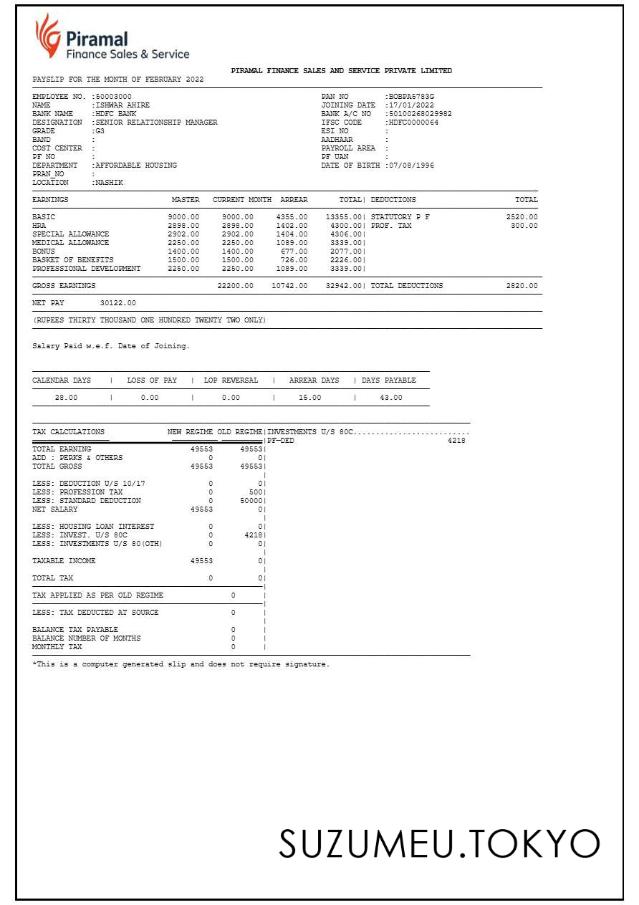 Piramal
Finance Sales & Service
PIRAMAL FINANCE SALES AND SERVICE PRIVATE LIMITED
PAYSLIP FOR THE MONTH OF FEBRUARY 2022
EMPLOYEE NO. :50003000 PAN NO :BOBPA5783G
NAME :ISHWAR AHIRE JOINING DATE :17/01/2022
BANK NAME :HDFC BANK BANK A/C NO :50100268029982
DESIGNATION :SENIOR RELATIONSHIP MANAGER IFSC CODE :HDFC0000064
GRADE :G3 ESI NO :
BAND : AADHAAR :
COST CENTER : PAYROLL AREA :
PF NO : PF UAN :
DEPARTMENT :AFFORDABLE HOUSING DATE OF BIRTH :07/08/1996
PRAN NO :
LOCATION :NASHIK
EARNINGS MASTER CURRENT MONTH ARREAR TOTAL| DEDUCTIONS TOTAL
BASIC 9000.00 9000.00 4355.00 13355.00| STATUTORY P F 2520.00
HRA 2898.00 2898.00 1402.00 4300.00| PROF. TAX 300.00
SPECIAL ALLOWANCE 2902.00 2902.00 1404.00 4306.00|
MEDICAL ALLOWANCE 2250.00 2250.00 1089.00 3339.00|
BONUS 1400.00 1400.00 677.00 2077.00|
BASKET OF BENEFITS 1500.00 1500.00 726.00 2226.00|
PROFESSIONAL DEVELOPMENT 2250.00 2250.00 1089.00 3339.00|
GROSS EARNINGS 22200.00 10742.00 32942.00| TOTAL DEDUCTIONS 2820.00
NET PAY 30122.00
(RUPEES THIRTY THOUSAND ONE HUNDRED TWENTY TWO ONLY)
Salary Paid w.e.f. Date of Joining.
CALENDAR DAYS | LOSS OF PAY | LOP REVERSAL | ARREAR DAYS | DAYS PAYABLE
28.00 | 0.00 | 0.00 | 15.00 | 43.00
TAX CALCULATIONS NEW REGIME OLD REGIME|INVESTMENTS U/S 80C..........................
|PF-DED 4218
TOTAL EARNING 49553 49553|
ADD : PERKS & OTHERS 0 0|
TOTAL GROSS 49553 49553|
LESS: DEDUCTION U/S 10/17 0 0|
LESS: PROFESSION TAX 0 500|
LESS: STANDARD DEDUCTION 0 50000|
NET SALARY 49553 0|
LESS: HOUSING LOAN INTEREST 0 0|
LESS: INVEST. U/S 80C 0 4218|
LESS: INVESTMENTS U/S 80(OTH) 0 0|
TAXABLE INCOME 49553 0|
TOTAL TAX 0 0|
TAX APPLIED AS PER OLD REGIME 0 |
LESS: TAX DEDUCTED AT SOURCE 0 |
BALANCE TAX PAYABLE 0 |
BALANCE NUMBER OF MONTHS 0 |
MONTHLY TAX 0 |
*This is a computer generated slip and does not require signature.
SUZUMEU.TOKYO